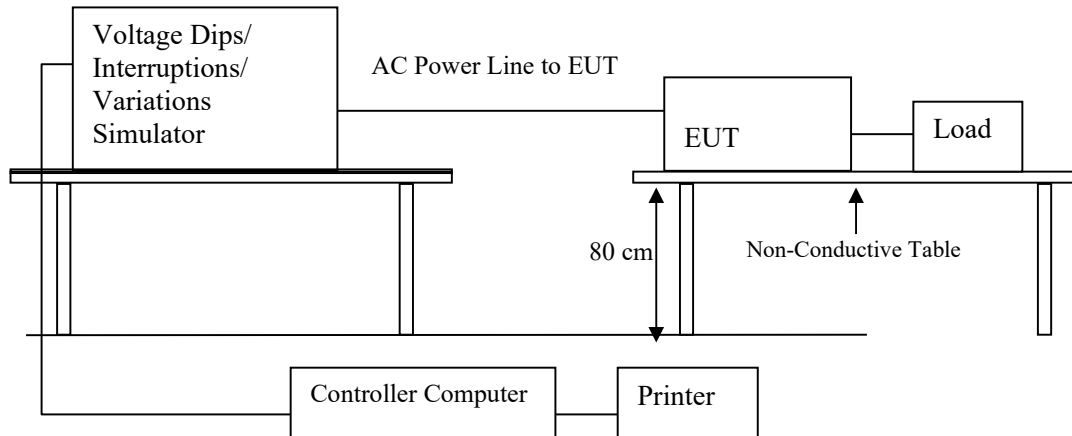 Voltage Dips/
Interruptions/
Variations
Simulator
AC Power Line to EUT
EUT
Load
80 cm
Non-Conductive Table
Controller Computer
Printer